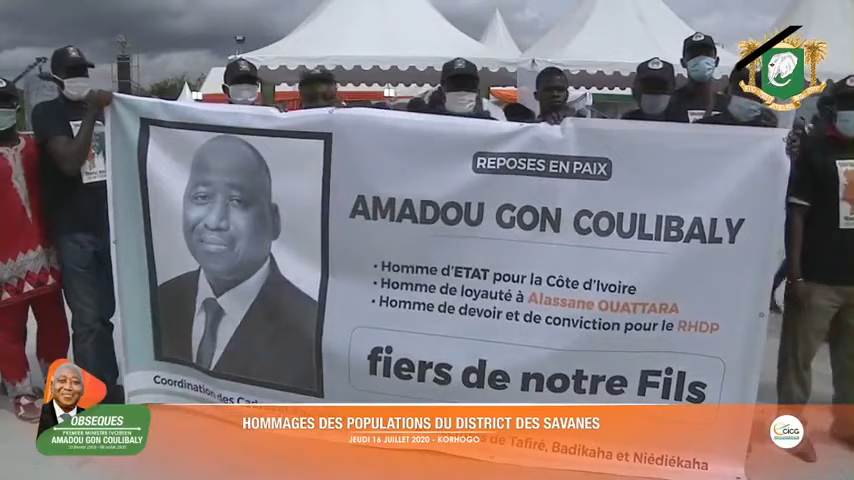 REPOSES EN PAIX
AMADOU GON COULIBALY
• Homme d'ETAT pour la Côte d'Ivoire
• Homme de loyauté à Alassane OUATTARA
• Homme de devoir et de conviction pour le RHDP
fiers de notre Fils
Coordination des
de Tafiré, Badikaha et Niédiékaha
OBSEQUES
PREMIER MINISTRE IVOIRIEN
AMADOU GON COULIBALY
HOMMAGES DES POPULATIONS DU DISTRICT DES SAVANES
JEUDI 16 JUILLET 2020 - KORHOGO
CICG